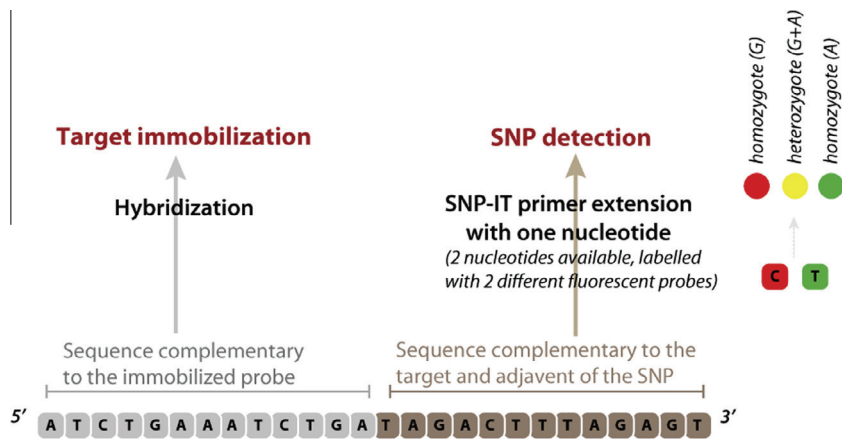 Target immobilization
Hybridization
Sequence complementary
to the immobilized probe
SNP detection
SNP-IT primer extension
with one nucleotide
(2 nucleotides available, labelled
with 2 different fluorescent probes)
Sequence complementary to the
target and adjavent of the SNP
homozygote (G)
heterozygote (G+A)
homozygote (A)
C T
5' A T C T G A A A T C T G A T A G A C T T T A G A G T 3'